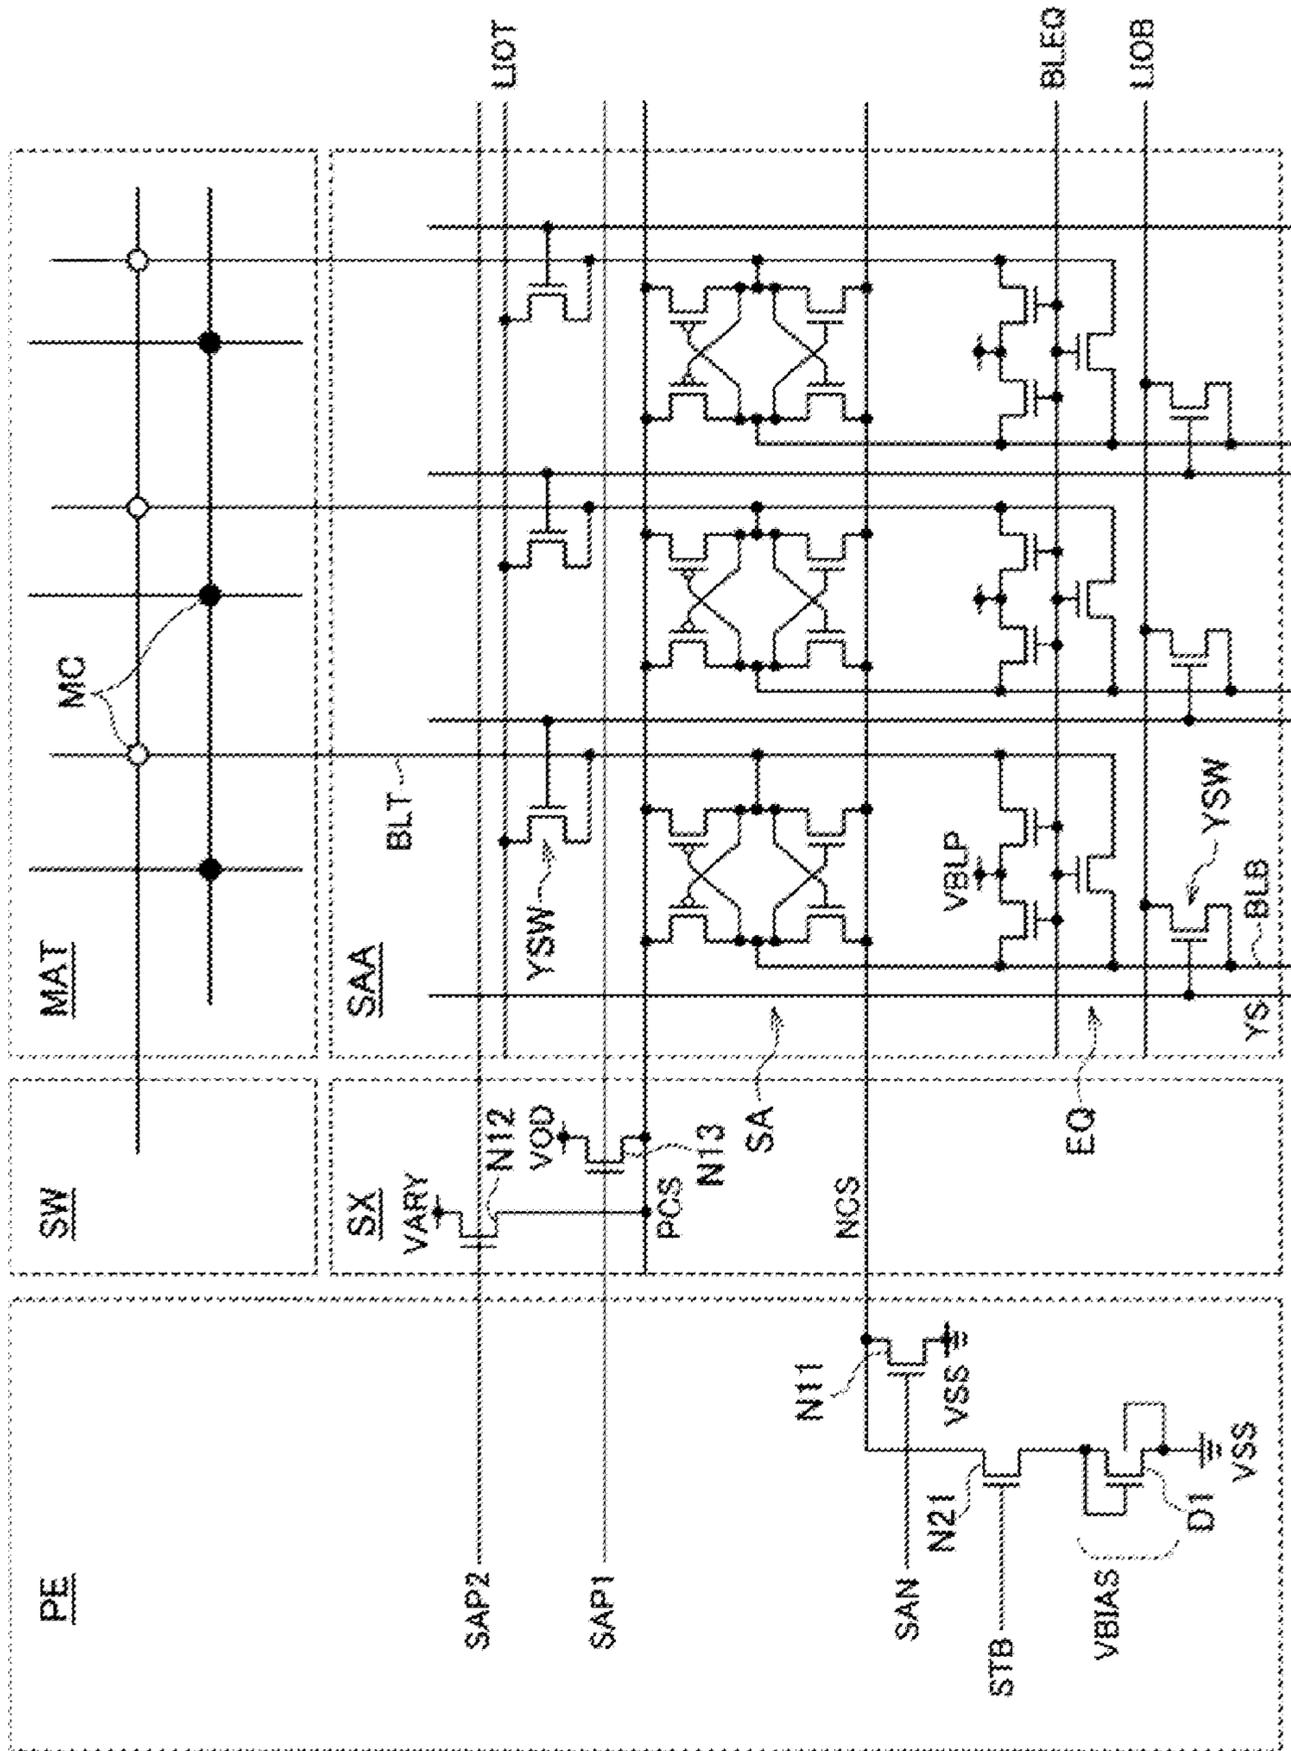 PE
SW
MAT
SX
SAA
MC
VARY
N12
VOD
N13
PCS
NCS
SAP2
SAP1
SAN
STB
VBIAS
N11
VSS
N21
D1
VSS
SA
EQ
BLT
YSW
VBLP
YSW
BLB
YS
LIOT
BLEQ
LIOB